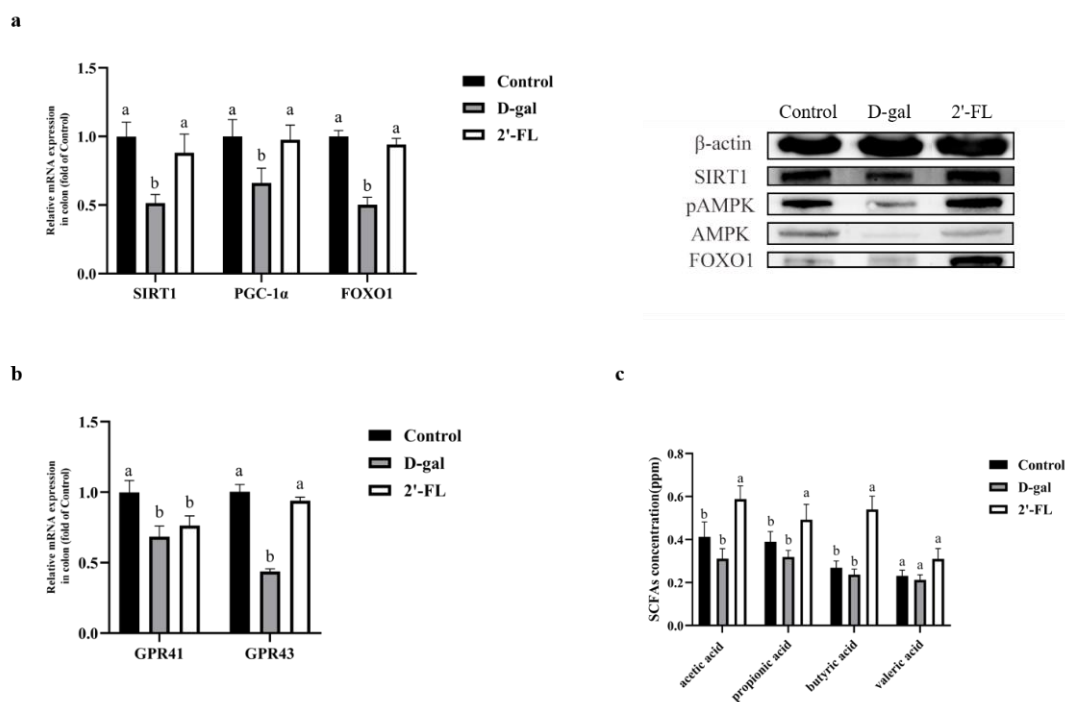 a
Relative mRNA expression
in colon (fold of Control)
1.5
1.0
0.5
0.0
a
b
a
a
b
a
a
b
a
SIRT1
PGC-1α
FOXO1
Control
D-gal
2'-FL
Control
D-gal
2'-FL
β-actin
SIRT1
pAMPK
AMPK
FOXO1
b
Relative mRNA expression
in colon (fold of Control)
1.5
1.0
0.5
0.0
a
b
b
a
b
a
GPR41
GPR43
Control
D-gal
2'-FL
c
SCFAs concentration(ppm)
0.8
0.6
0.4
0.2
0.0
b
b
a
b
b
a
b
b
a
a
a
a
acetic acid
propionic acid
butyric acid
valeric acid
Control
D-gal
2'-FL